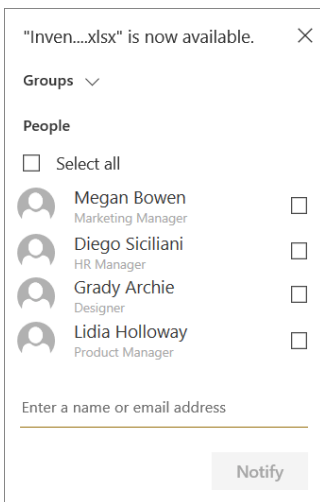 "Inven....xlsx" is now available.
Groups
People
Select all
Megan Bowen
Marketing Manager
Diego Siciliani
HR Manager
Grady Archie
Designer
Lidia Holloway
Product Manager
Enter a name or email address
Notify